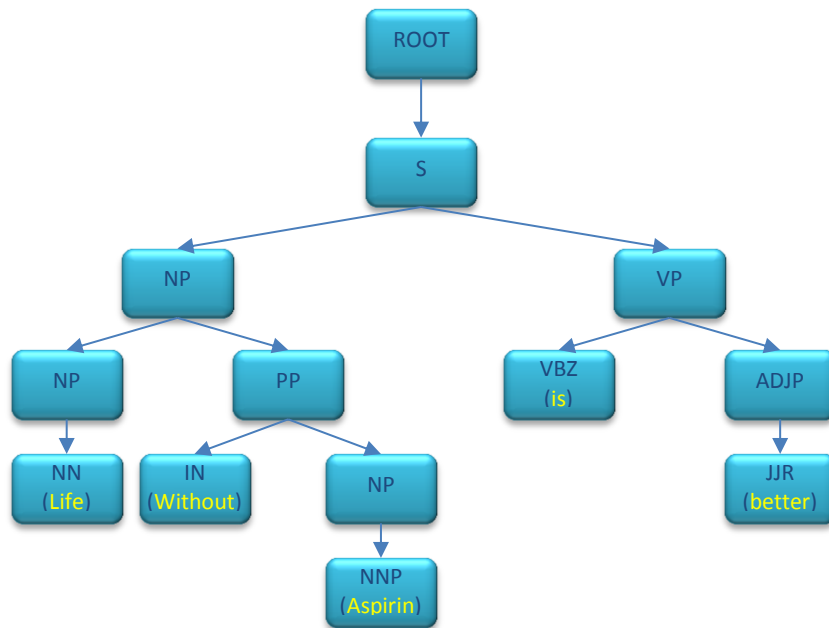 ROOT
S
NP
VP
NP
PP
VBZ
(is)
ADJP
NN
(Life)
IN
(Without)
NP
JJR
(better)
NNP
(Aspirin)